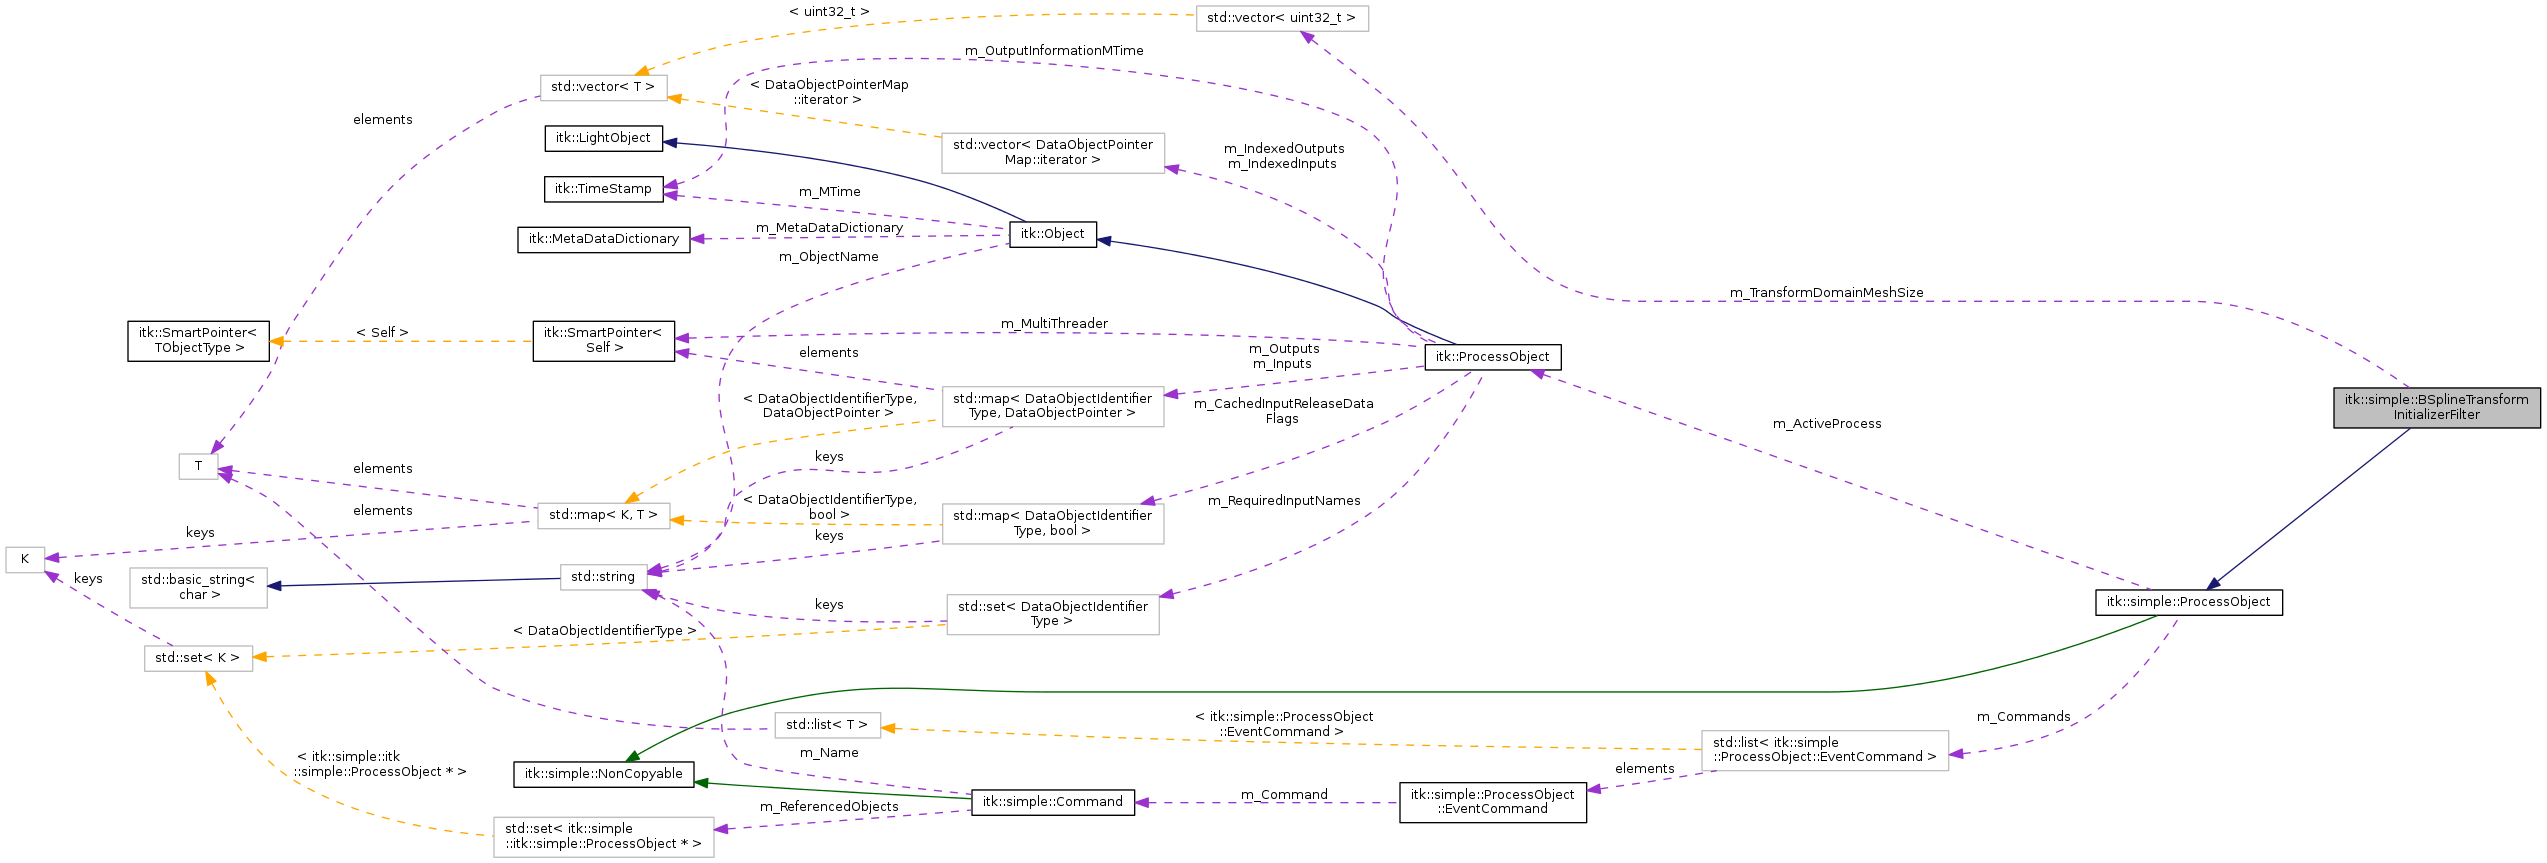 < uint32_t >
std::vector< uint32_t >
m_OutputInformationMTime
std::vector< T >
< DataObjectPointerMap
::iterator >
elements
itk::LightObject
std::vector< DataObjectPointer
Map::iterator >
m_IndexedOutputs
m_IndexedInputs
itk::TimeStamp
m_MTime
itk::MetaDataDictionary
m_MetaDataDictionary
itk::Object
m_ObjectName
m_TransformDomainMeshSize
itk::SmartPointer<
TObjectType >
< Self >
itk::SmartPointer<
Self >
m_MultiThreader
elements
m_Outputs
m_Inputs
itk::ProcessObject
< DataObjectIdentifierType,
DataObjectPointer >
std::map< DataObjectIdentifier
Type, DataObjectPointer >
m_CachedInputReleaseData
Flags
m_ActiveProcess
itk::simple::BSplineTransform
InitializerFilter
keys
T
elements
elements
std::map< K, T >
< DataObjectIdentifierType,
bool >
std::map< DataObjectIdentifier
Type, bool >
m_RequiredInputNames
keys
keys
K
keys
std::basic_string<
char >
std::string
keys
std::set< DataObjectIdentifier
Type >
itk::simple::ProcessObject
< DataObjectIdentifierType >
std::set< K >
std::list< T >
< itk::simple::ProcessObject
::EventCommand >
m_Commands
std::list< itk::simple
::ProcessObject::EventCommand >
< itk::simple::itk
::simple::ProcessObject * >
itk::simple::NonCopyable
m_Name
elements
m_ReferencedObjects
itk::simple::Command
m_Command
itk::simple::ProcessObject
::EventCommand
std::set< itk::simple
::itk::simple::ProcessObject * >